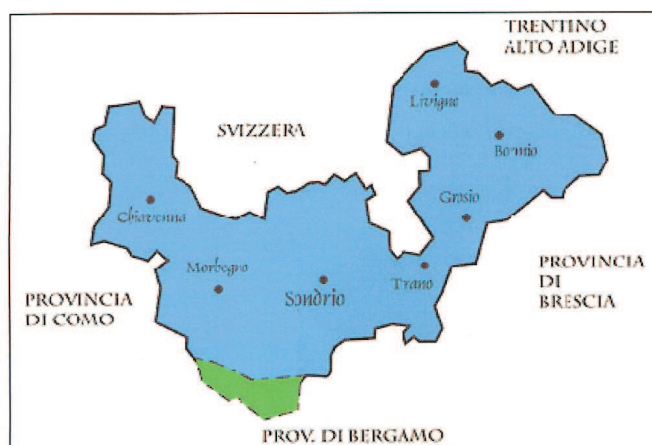 TRENTINO
ALTO ADIGE
Livigno
SVIZZERA
Bormio
Grosio
Chiavenna
Morbegno
Sondrio
Tirano
PROVINCIA
DI COMO
PROVINCIA
DI
BRESCIA
PROV. DI BERGAMO